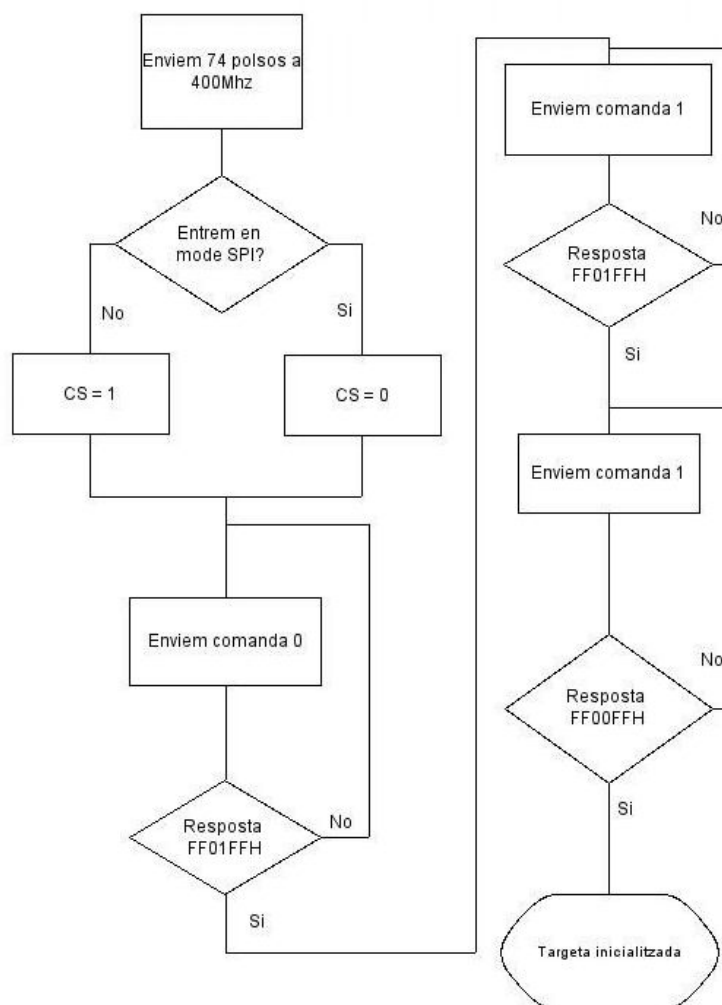 Enviem 74 polsos a
400Mhz
Entrem en
mode SPI?
No
Si
CS = 1
CS = 0
Enviem comanda 0
Resposta
FF01FFH
No
Si
Enviem comanda 1
Resposta
FF01FFH
No
Si
Enviem comanda 1
Resposta
FF00FFH
No
Si
Targeta inicialitzada